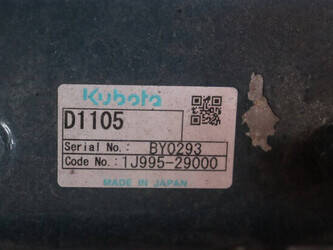 Kubota
D1105
Serial No.: BY0293
Code No.: 1J995-29000
MADE IN JAPAN